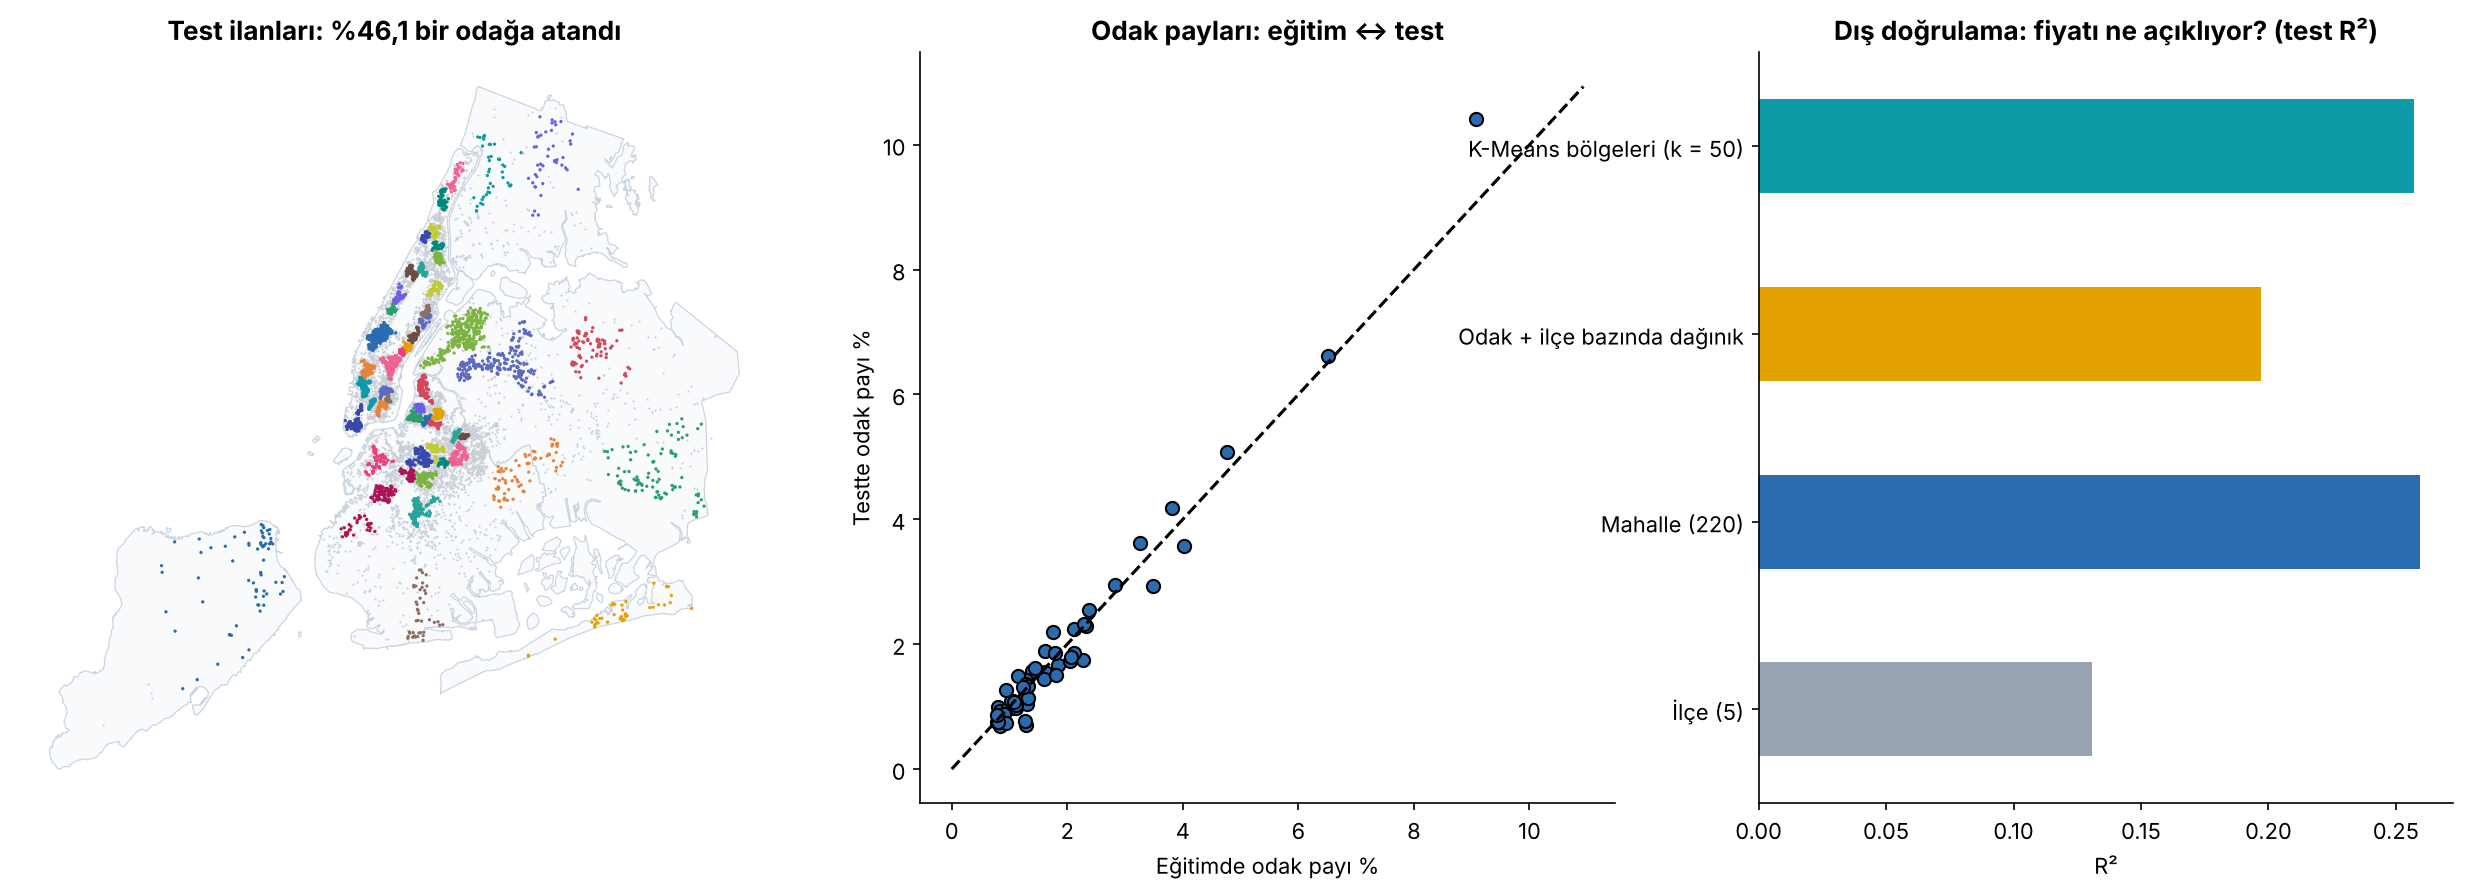 Test ilanları: %46,1 bir odağa atandı
Odak payları: eğitim ↔ test
Testte odak payı %
10
8
6
4
2
0
0 2 4 6 8 10
Eğitimde odak payı %
Dış doğrulama: fiyatı ne açıklıyor? (test R²)
K-Means bölgeleri (k = 50)
Odak + ilçe bazında dağınık
Mahalle (220)
İlçe (5)
0.00 0.05 0.10 0.15 0.20 0.25
R²